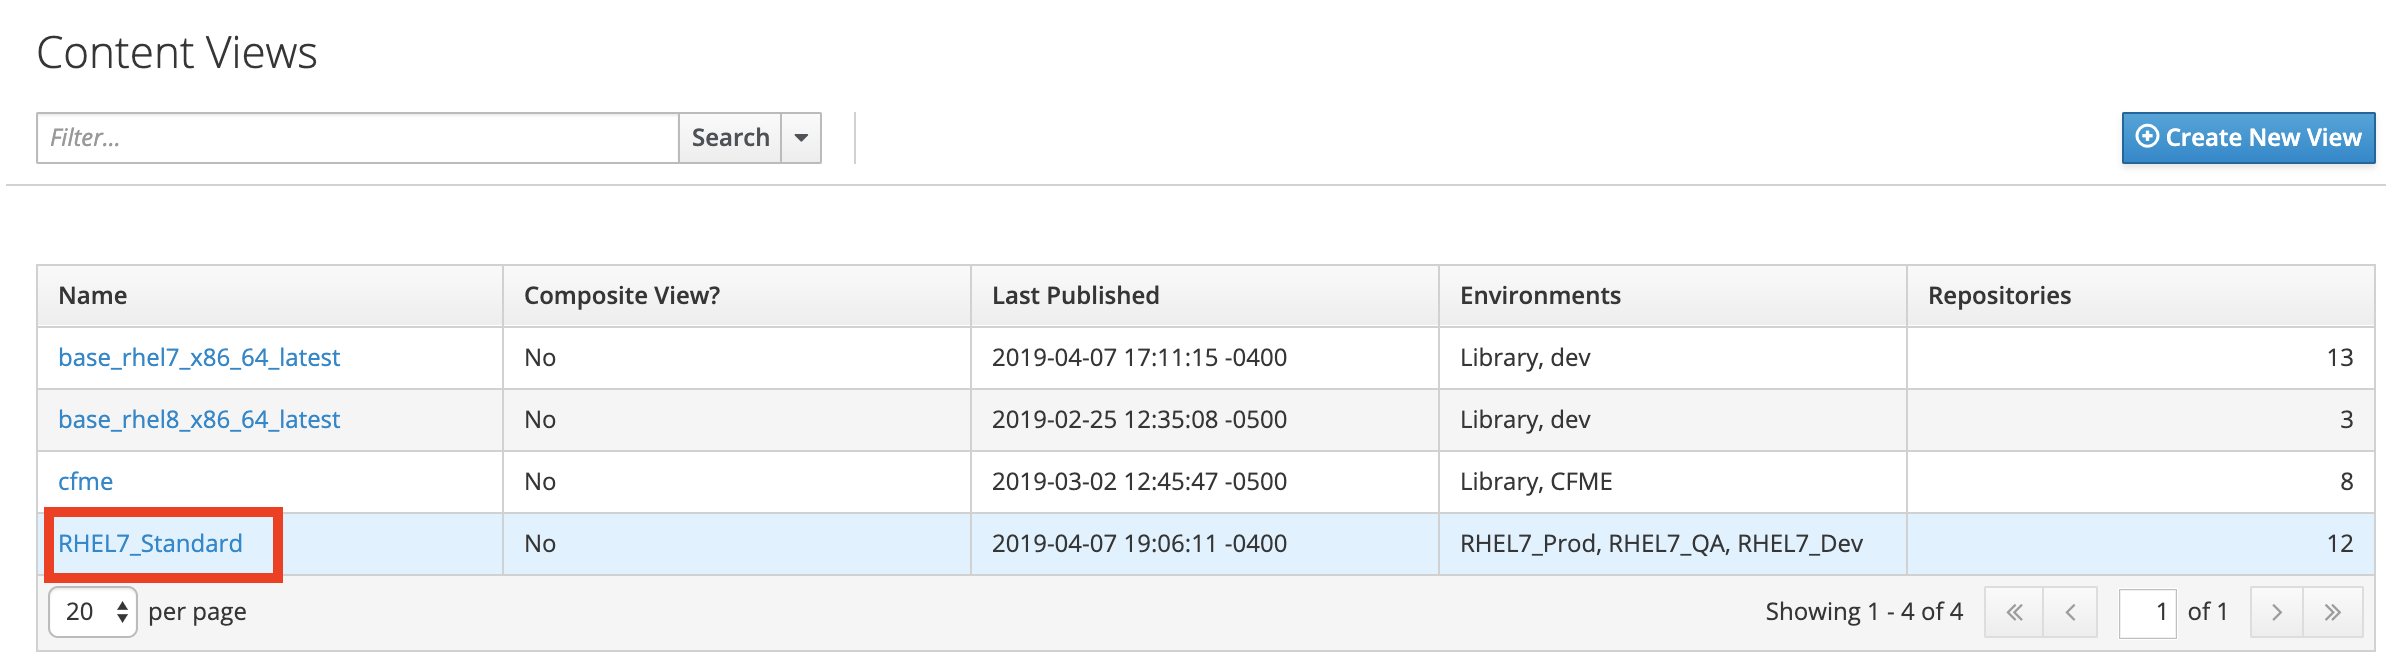 Content Views
Filter... Search
Create New View
Name Composite View? Last Published Environments Repositories
base_rhel7_x86_64_latest No 2019-04-07 17:11:15 -0400 Library, dev 13
base_rhel8_x86_64_latest No 2019-02-25 12:35:08 -0500 Library, dev 3
cfme No 2019-03-02 12:45:47 -0500 Library, CFME 8
RHEL7_Standard No 2019-04-07 19:06:11 -0400 RHEL7_Prod, RHEL7_QA, RHEL7_Dev 12
20 per page Showing 1 - 4 of 4 « ‹ 1 of 1 › »